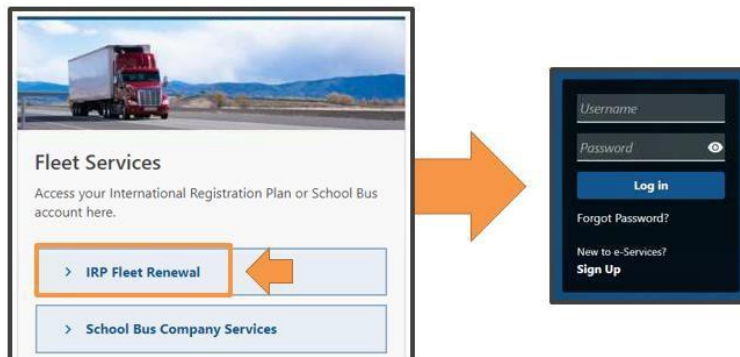 Fleet Services
Access your International Registration Plan or School Bus
account here.
> IRP Fleet Renewal
> School Bus Company Services
Username
Password
Log in
Forgot Password?
New to e-Services?
Sign Up